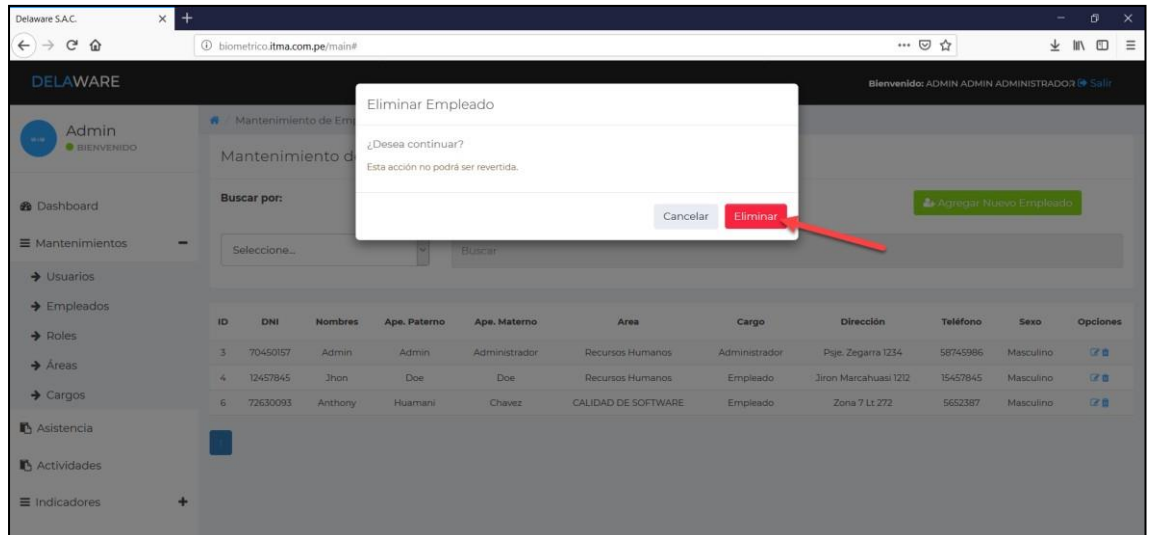 Delaware S.A.C.
biometrico.itma.com.pe/main#
DELAWARE
Bienvenido: ADMIN ADMIN ADMINISTRADOR Salir
Admin
BIENVENIDO
/ Mantenimiento de Em
Mantenimiento d
Eliminar Empleado
¿Desea continuar?
Esta acción no podrá ser revertida.
Cancelar Eliminar
Buscar por:
Agregar Nuevo Empleado
Seleccione...
Buscar
Dashboard
Mantenimientos
Usuarios
Empleados
Roles
Áreas
Cargos
Asistencia
Actividades
Indicadores
ID DNI Nombres Ape. Paterno Ape. Materno Area Cargo Dirección Teléfono Sexo Opciones
3 70450157 Admin Admin Administrador Recursos Humanos Administrador Psje. Zegarra 1234 58745986 Masculino
4 12457845 Jhon Doe Doe Recursos Humanos Empleado Jiron Marcahuasi 1212 15457845 Masculino
6 72630093 Anthony Huamani Chavez CALIDAD DE SOFTWARE Empleado Zona 7 Lt 272 5652387 Masculino
1